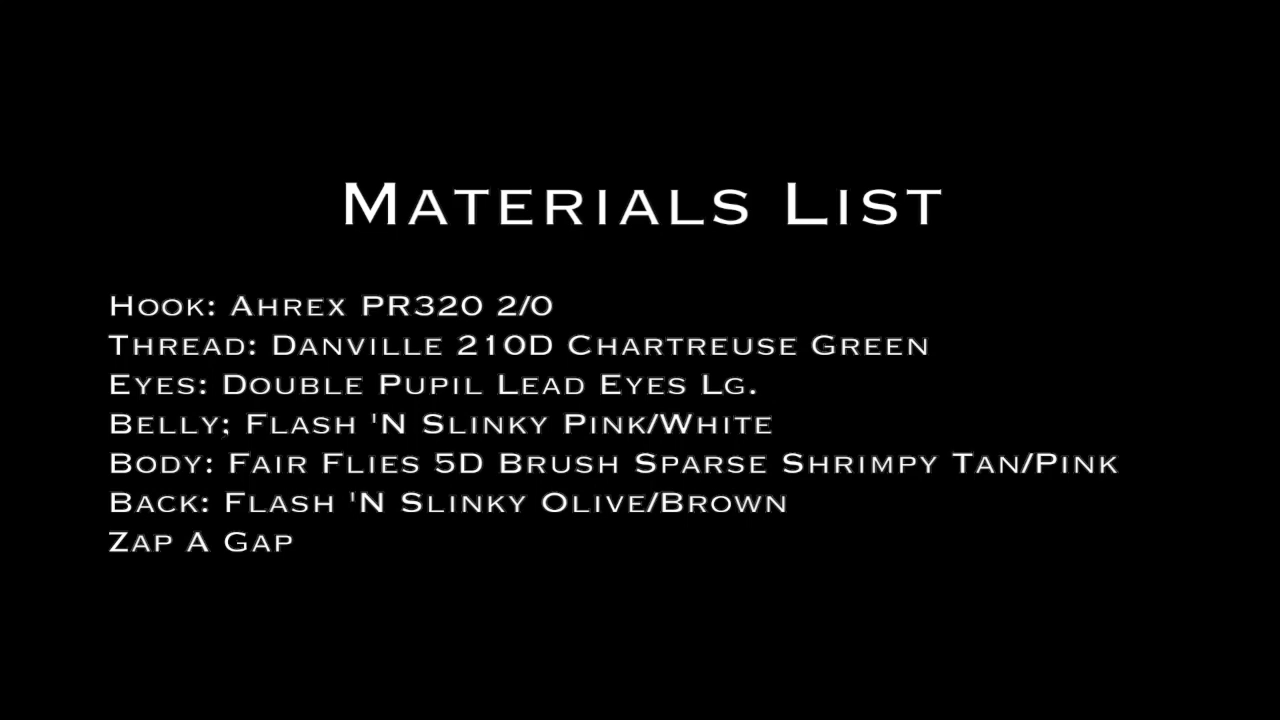 Materials List
Hook: Ahrex PR320 2/0
Thread: Danville 210D Chartreuse Green
Eyes: Double Pupil Lead Eyes Lg.
Belly; Flash 'N Slinky Pink/White
Body: Fair Flies 5D Brush Sparse Shrimpy Tan/Pink
Back: Flash 'N Slinky Olive/Brown
Zap A Gap